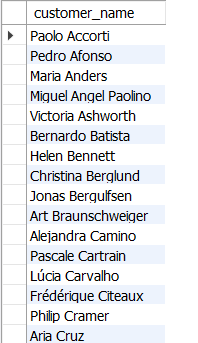 customer_name
Paolo Accorti
Pedro Afonso
Maria Anders
Miguel Angel Paolino
Victoria Ashworth
Bernardo Batista
Helen Bennett
Christina Berglund
Jonas Bergulfsen
Art Braunschweiger
Alejandra Camino
Pascale Cartrain
Lúcia Carvalho
Frédérique Citeaux
Philip Cramer
Aria Cruz